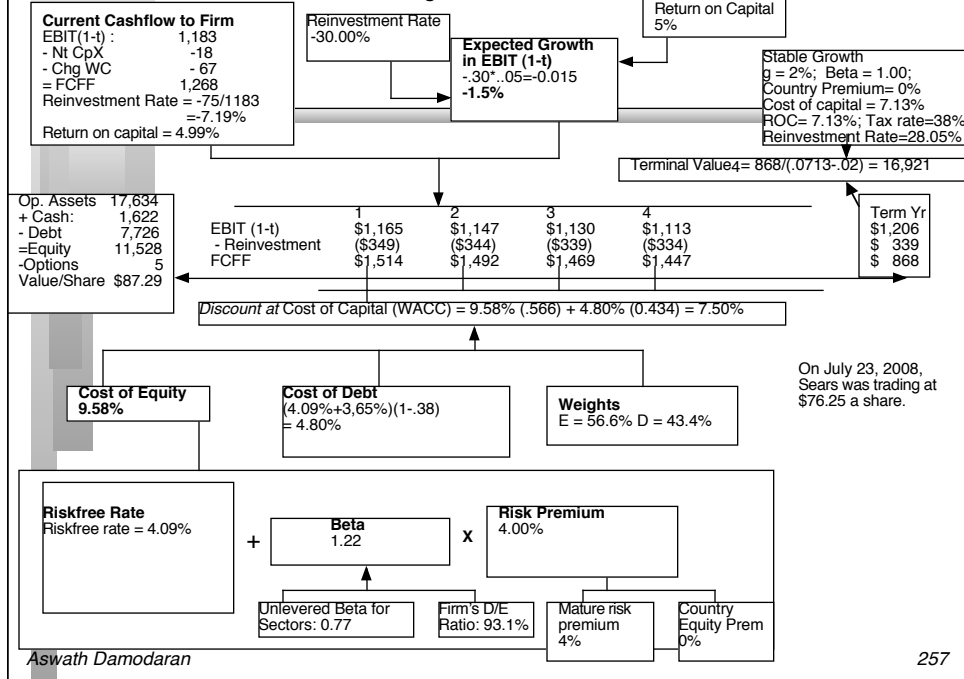 Current Cashflow to Firm
EBIT(1-t) : 1,183
- Nt CpX -18
- Chg WC - 67
= FCFF 1,268
Reinvestment Rate = -75/1183
=-7.19%
Return on capital = 4.99%
Reinvestment Rate
-30.00%
Expected Growth
in EBIT (1-t)
-.30*..05=-0.015
-1.5%
Return on Capital
5%
Stable Growth
g = 2%; Beta = 1.00;
Country Premium= 0%
Cost of capital = 7.13%
ROC= 7.13%; Tax rate=38%
Reinvestment Rate=28.05%
Terminal Value4= 868/(.0713-.02) = 16,921
Op. Assets 17,634
+ Cash: 1,622
- Debt 7,726
=Equity 11,528
-Options 5
Value/Share $87.29
1 2 3 4
EBIT (1-t) $1,165 $1,147 $1,130 $1,113
- Reinvestment ($349) ($344) ($339) ($334)
FCFF $1,514 $1,492 $1,469 $1,447
Term Yr
$1,206
$ 339
$ 868
Discount at Cost of Capital (WACC) = 9.58% (.566) + 4.80% (0.434) = 7.50%
Cost of Equity
9.58%
Cost of Debt
(4.09%+3,65%)(1-.38)
= 4.80%
Weights
E = 56.6% D = 43.4%
On July 23, 2008,
Sears was trading at
$76.25 a share.
Riskfree Rate
Riskfree rate = 4.09%
+
Beta
1.22
X
Risk Premium
4.00%
Unlevered Beta for
Sectors: 0.77
Firm's D/E
Ratio: 93.1%
Mature risk
premium
4%
Country
Equity Prem
0%
Aswath Damodaran
257